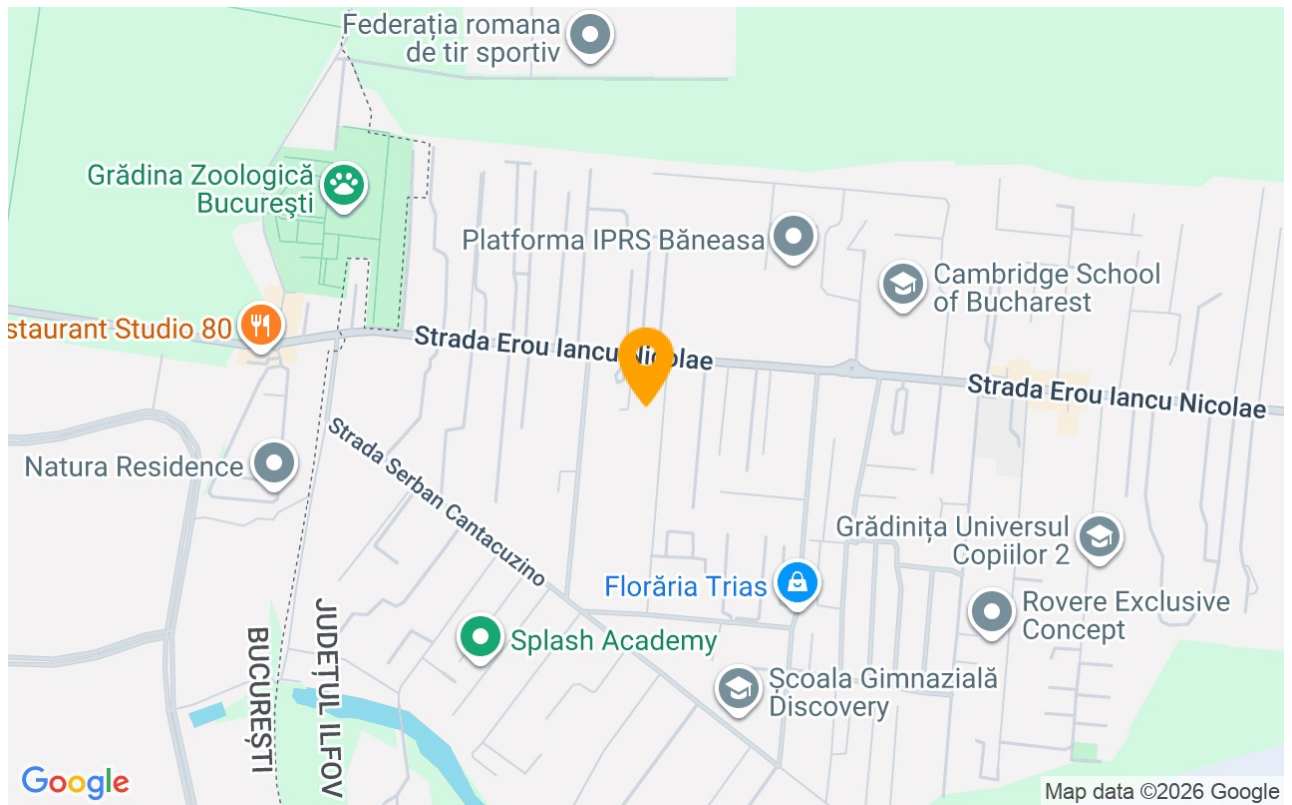 Federația romana
de tir sportiv
Grădina Zoologică
București
Platforma IPRS Băneasa
Cambridge School
of Bucharest
staurant Studio 80
Strada Erou Iancu Nicolae
Strada Erou Iancu Nicolae
Natura Residence
Strada Serban Cantacuzino
Grădinița Universul
Copiilor 2
Florăria Trias
Rovere Exclusive
Concept
Splash Academy
Școala Gimnazială
Discovery
JUDEȚUL ILFOV
BUCUREȘTI
Google
Map data ©2026 Google